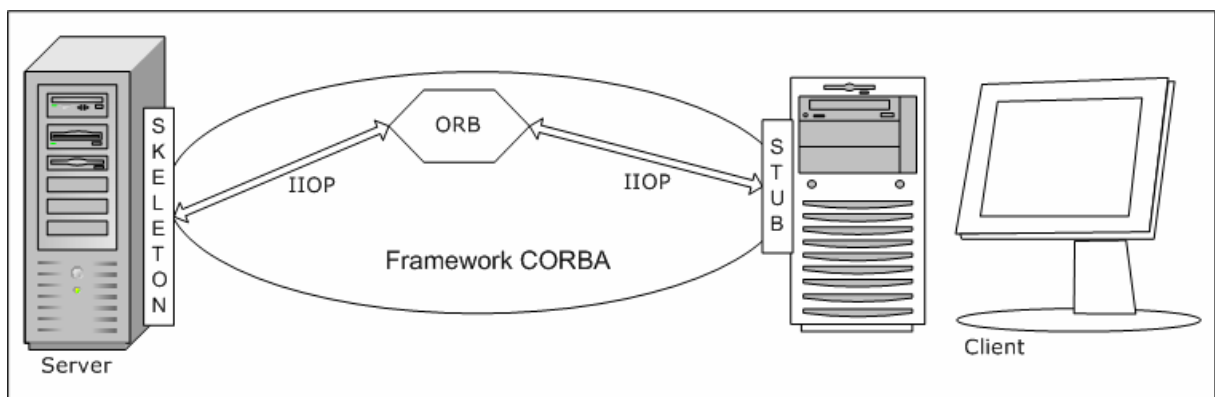 SKELETON
ORB
STUB
IIOP
IIOP
Framework CORBA
Server
Client